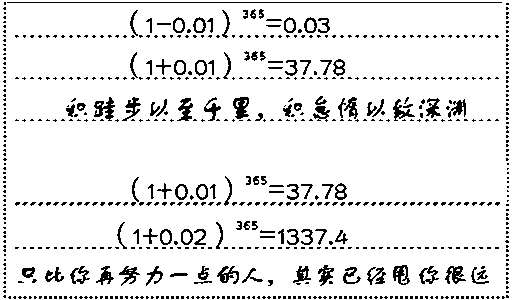 (1-0.01)³⁶⁵=0.03
(1+0.01)³⁶⁵=37.78
积跬步以至千里，积怠惰以致深渊
(1+0.01)³⁶⁵=37.78
(1+0.02)³⁶⁵=1337.4
只比你再努力一点的人，其实已经甩你很远